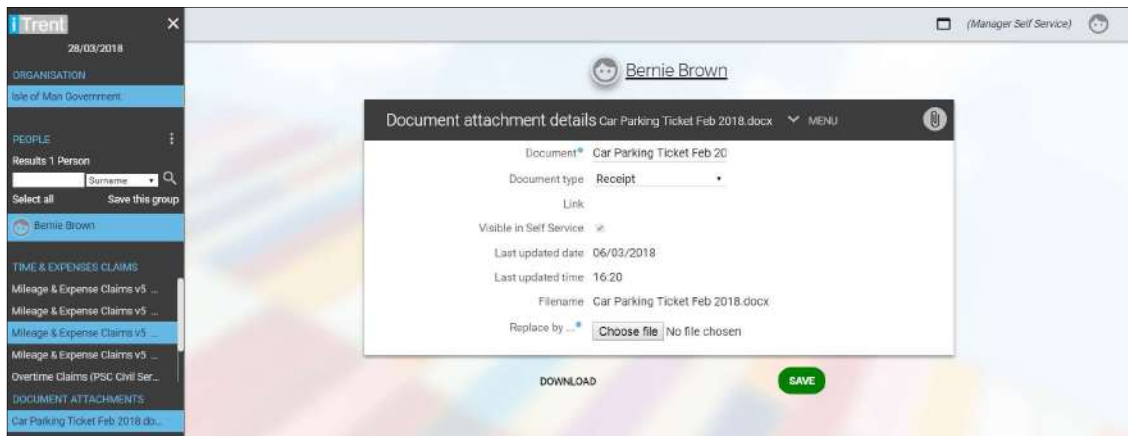 iTrent
28/03/2018
ORGANISATION
Isle of Man Government
PEOPLE
Results 1 Person
Surname
Select all Save this group
Bernie Brown
TIME & EXPENSES CLAIMS
Mileage & Expense Claims v5 ...
Mileage & Expense Claims v5 ...
Mileage & Expense Claims v5 ...
Mileage & Expense Claims v5 ...
Overtime Claims (PSC Civil Ser...
DOCUMENT ATTACHMENTS
Car Parking Ticket Feb 2018.do...
(Manager Self Service)
Bernie Brown
Document attachment details Car Parking Ticket Feb 2018.docx MENU
Document Car Parking Ticket Feb 20
Document type Receipt
Link
Visible in Self Service
Last updated date 06/03/2018
Last updated time 16:20
Filename Car Parking Ticket Feb 2018.docx
Replace by ... Choose file No file chosen
DOWNLOAD SAVE